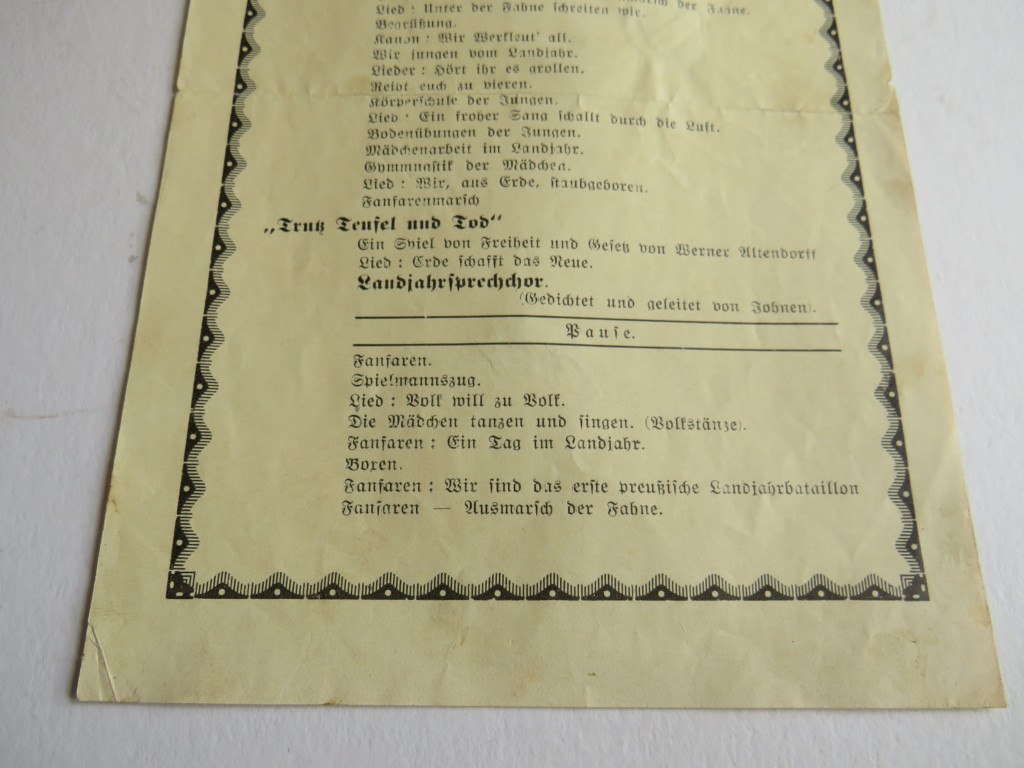 der Fahne.
Lied: Unter der Fahne schreiten wir.
Begrüßung.
Kanon: Wir Werkleut' all.
Wir jungen vom Landjahr.
Lieder: Hört ihr es grollen.
Reiht euch zu vieren.
Körperschule der Jungen.
Lied: Ein froher Sang schallt durch die Luft.
Bodenübungen der Jungen.
Mädchenarbeit im Landjahr.
Gymnastik der Mädchen.
Lied: Wir, aus Erde, staubgeboren.
Fanfarenmarsch
„Trutz Teufel und Tod“
Ein Spiel von Freiheit und Gesetz von Werner Altendorff
Lied: Erde schafft das Neue.
Landjahrsprechchor.
(Gedichtet und geleitet von Johnen).
Pause.
Fanfaren.
Spielmannszug.
Lied: Volk will zu Volk.
Die Mädchen tanzen und singen. (Volkstänze).
Fanfaren: Ein Tag im Landjahr.
Boxen.
Fanfaren: Wir sind das erste preußische Landjahrbataillon
Fanfaren — Ausmarsch der Fahne.